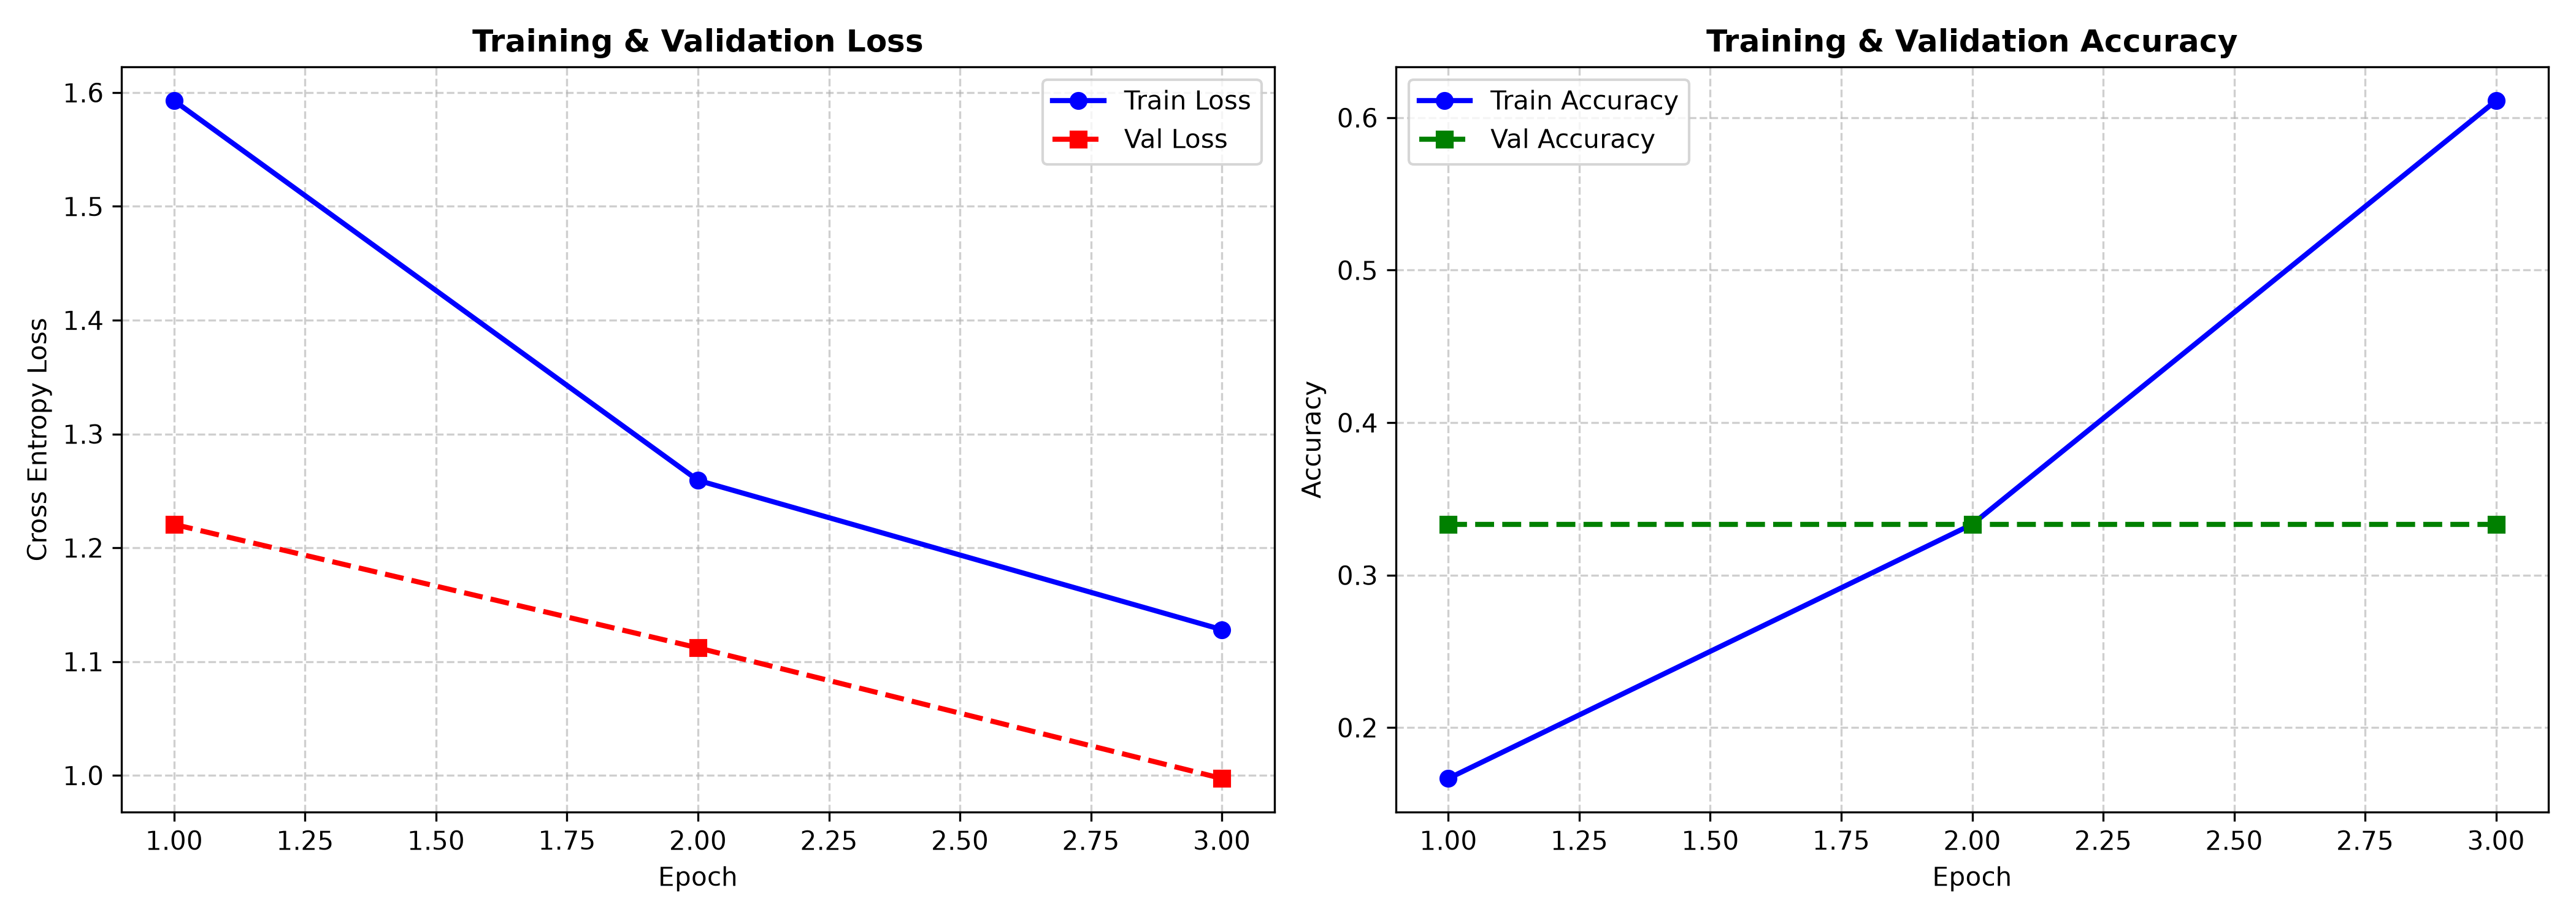 Training & Validation Loss
Train Loss
Val Loss
1.6
1.5
1.4
1.3
1.2
1.1
1.0
Cross Entropy Loss
1.00 1.25 1.50 1.75 2.00 2.25 2.50 2.75 3.00
Epoch
Training & Validation Accuracy
Train Accuracy
Val Accuracy
0.6
0.5
0.4
0.3
0.2
Accuracy
1.00 1.25 1.50 1.75 2.00 2.25 2.50 2.75 3.00
Epoch